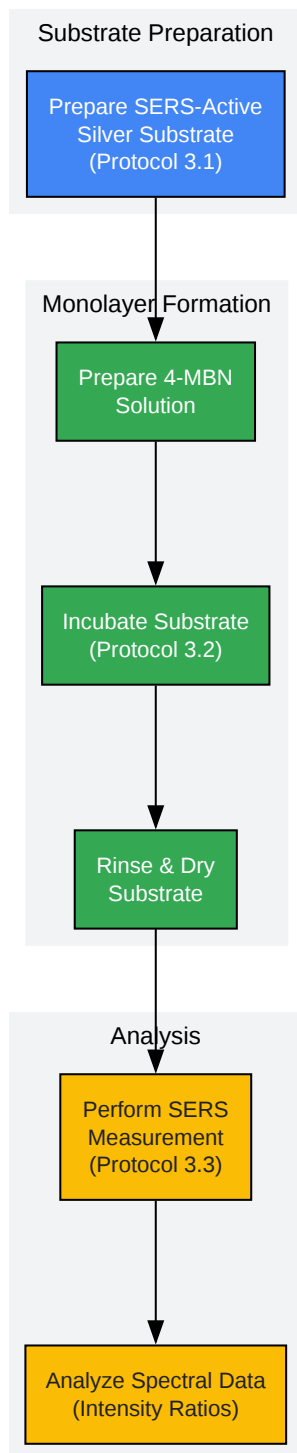 Substrate Preparation
Prepare SERS-Active
Silver Substrate
(Protocol 3.1)
Monolayer Formation
Prepare 4-MBN
Solution
Incubate Substrate
(Protocol 3.2)
Rinse & Dry
Substrate
Analysis
Perform SERS
Measurement
(Protocol 3.3)
Analyze Spectral Data
(Intensity Ratios)